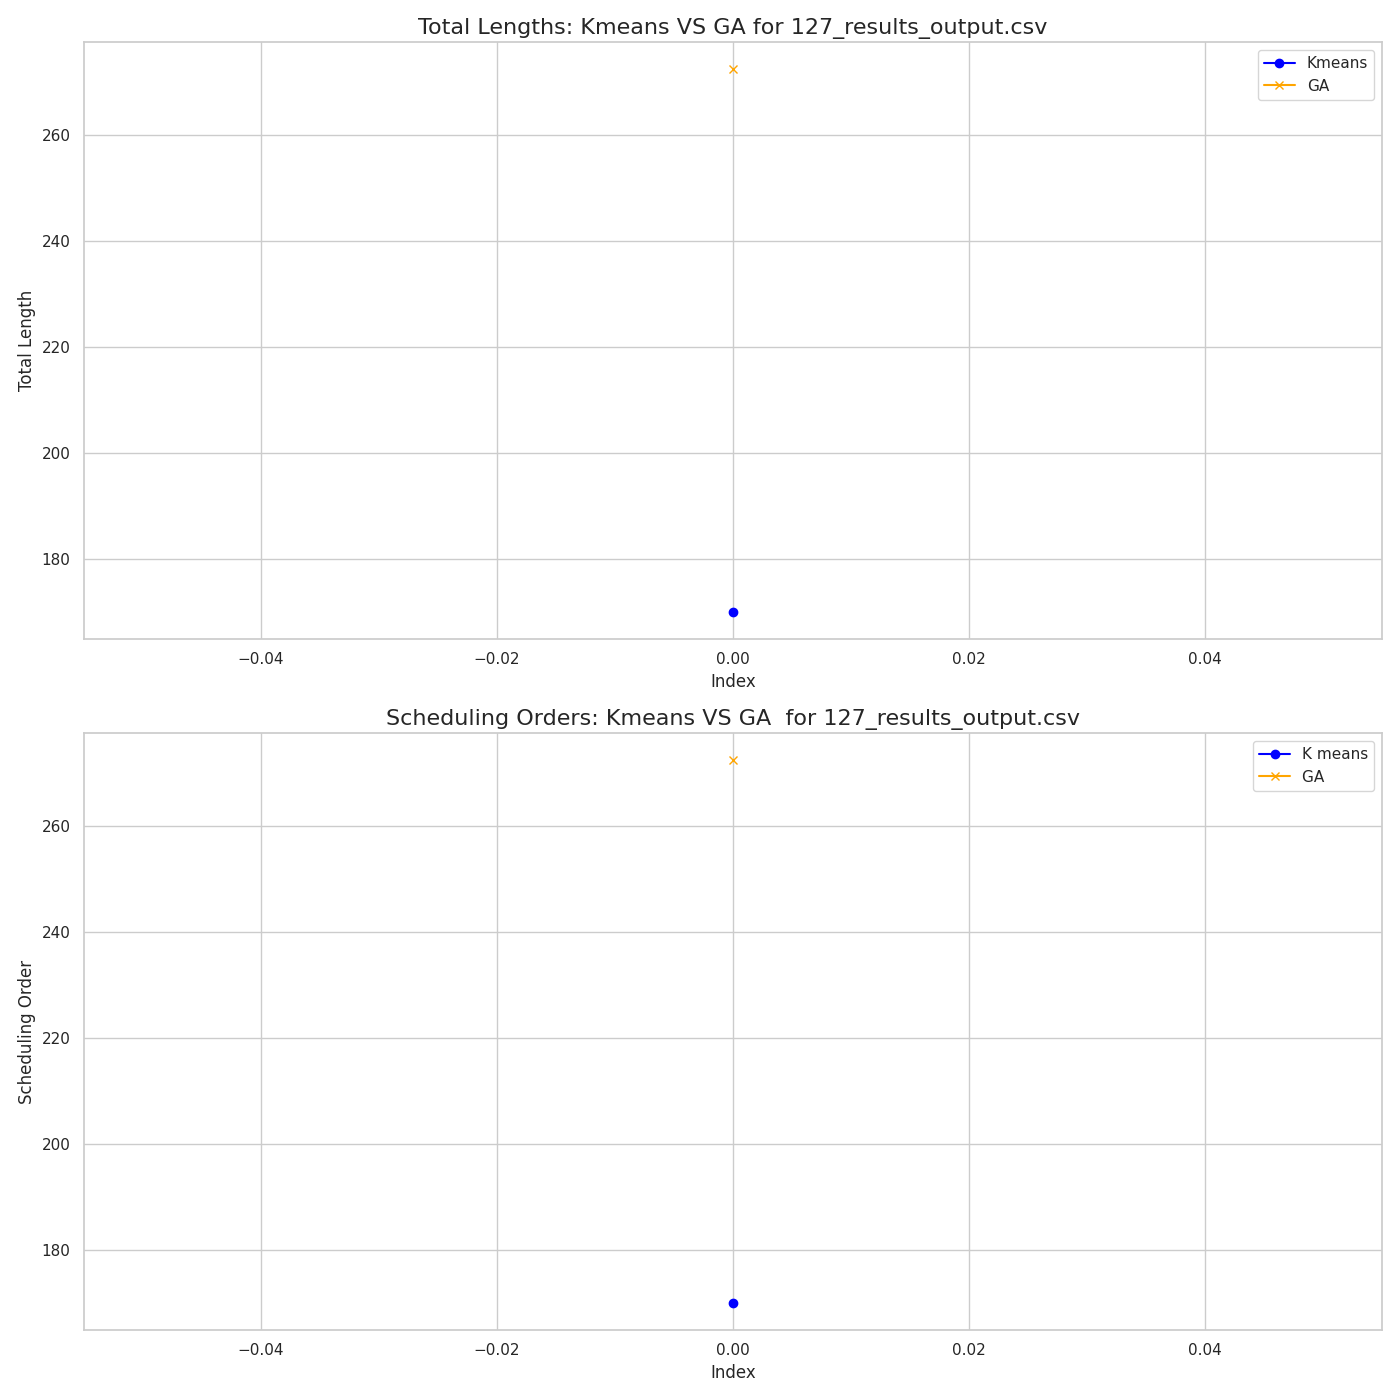 Total Lengths: Kmeans VS GA for 127_results_output.csv
Kmeans
GA
260
240
220
200
180
Total Length
−0.04
−0.02
0.00
0.02
0.04
Index
Scheduling Orders: Kmeans VS GA  for 127_results_output.csv
K means
GA
260
240
220
200
180
Scheduling Order
−0.04
−0.02
0.00
0.02
0.04
Index